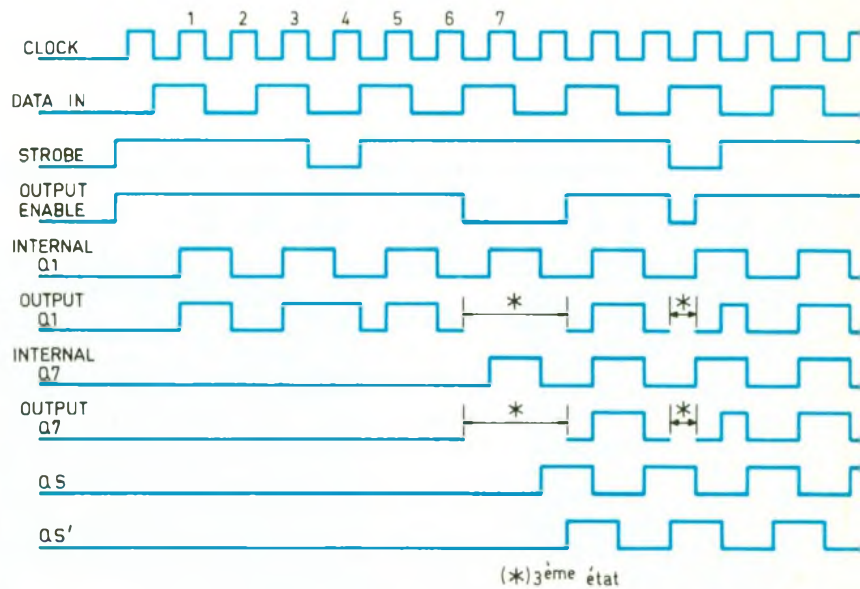 1 2 3 4 5 6 7
CLOCK
DATA IN
STROBE
OUTPUT
ENABLE
INTERNAL
Q1
OUTPUT
Q1
*
*
INTERNAL
Q7
OUTPUT
Q7
*
*
QS
QS'
(*)3ème état